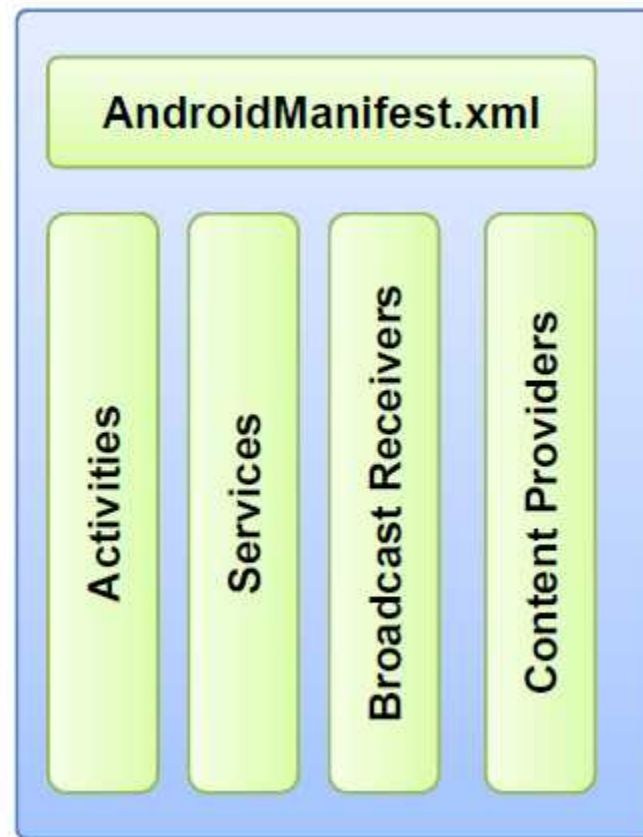 AndroidManifest.xml
Activities
Services
Broadcast Receivers
Content Providers